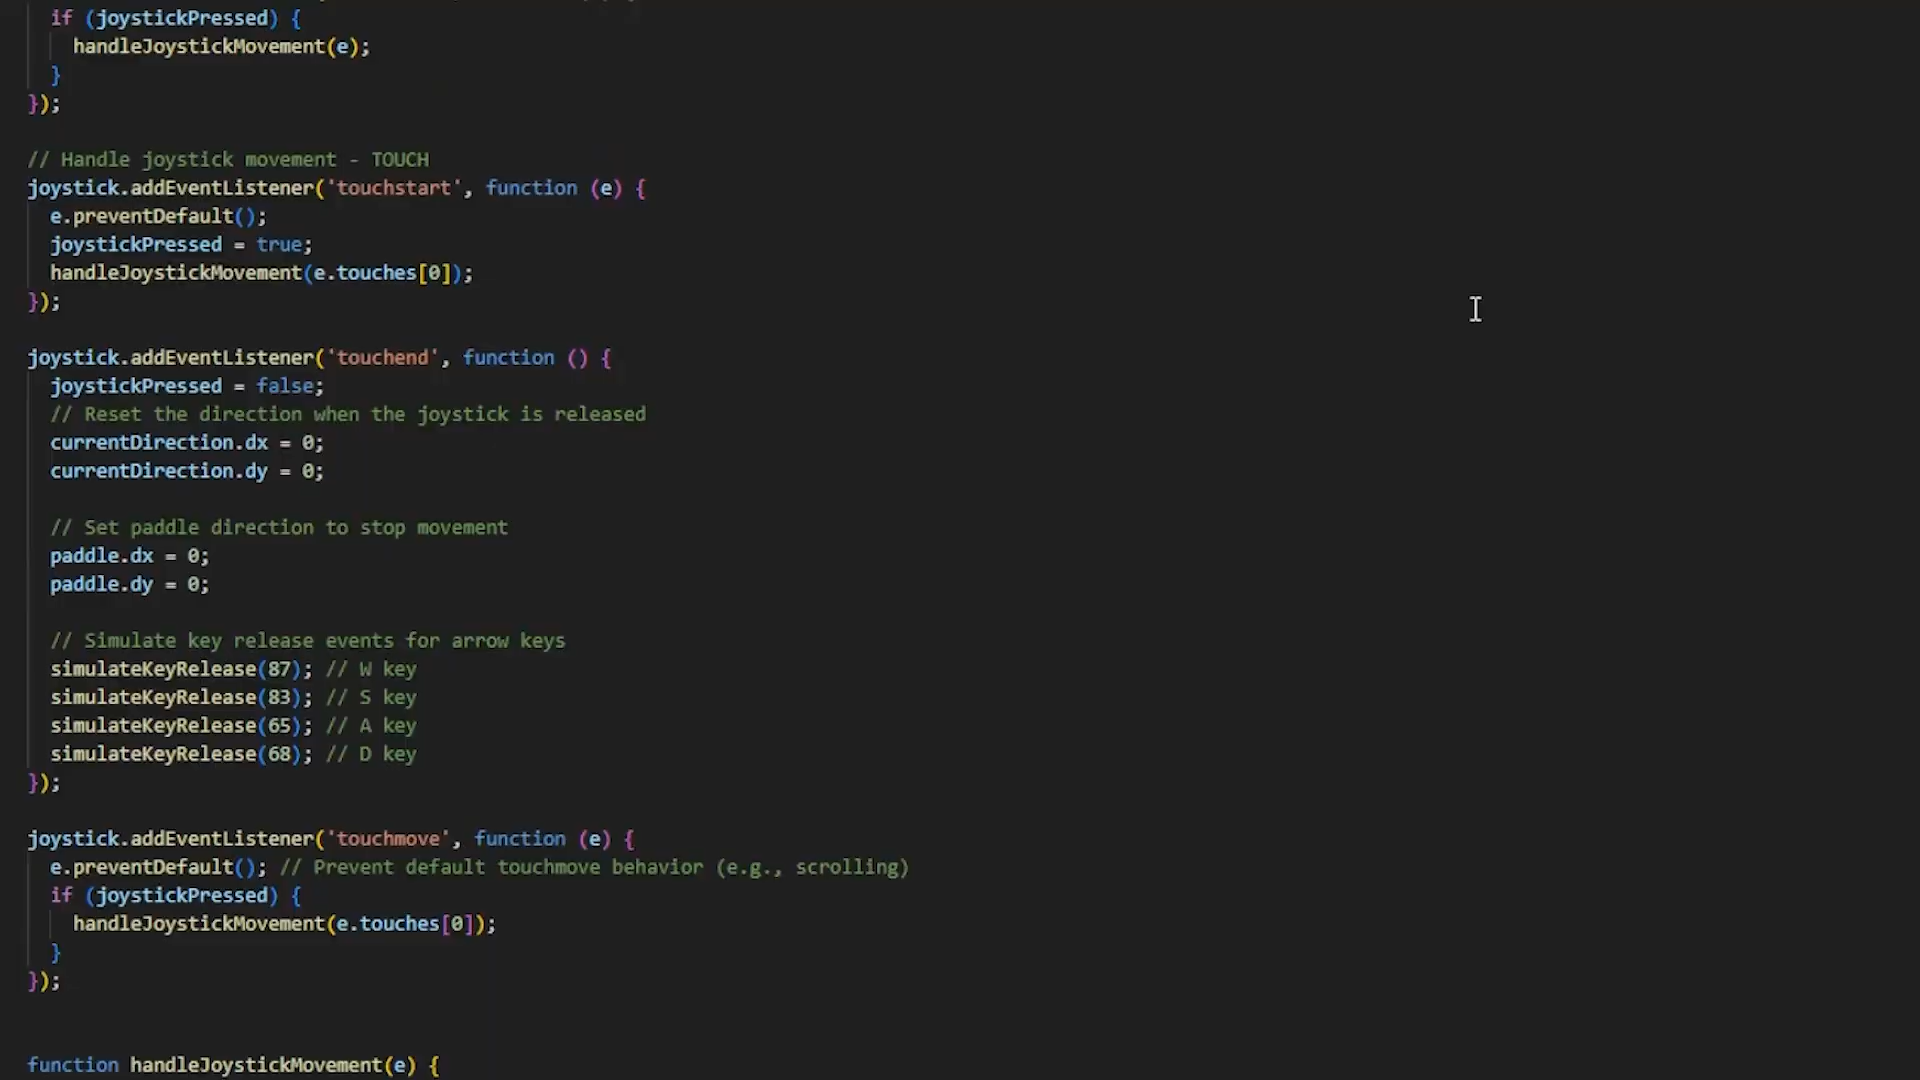 if (joystickPressed) {
handleJoystickMovement(e);
}
});
// Handle joystick movement - TOUCH
joystick.addEventListener('touchstart', function (e) {
e.preventDefault();
joystickPressed = true;
handleJoystickMovement(e.touches[0]);
});
joystick.addEventListener('touchend', function () {
joystickPressed = false;
// Reset the direction when the joystick is released
currentDirection.dx = 0;
currentDirection.dy = 0;
// Set paddle direction to stop movement
paddle.dx = 0;
paddle.dy = 0;
// Simulate key release events for arrow keys
simulateKeyRelease(87); // W key
simulateKeyRelease(83); // S key
simulateKeyRelease(65); // A key
simulateKeyRelease(68); // D key
});
joystick.addEventListener('touchmove', function (e) {
e.preventDefault(); // Prevent default touchmove behavior (e.g., scrolling)
if (joystickPressed) {
handleJoystickMovement(e.touches[0]);
}
});
function handleJoystickMovement(e) {